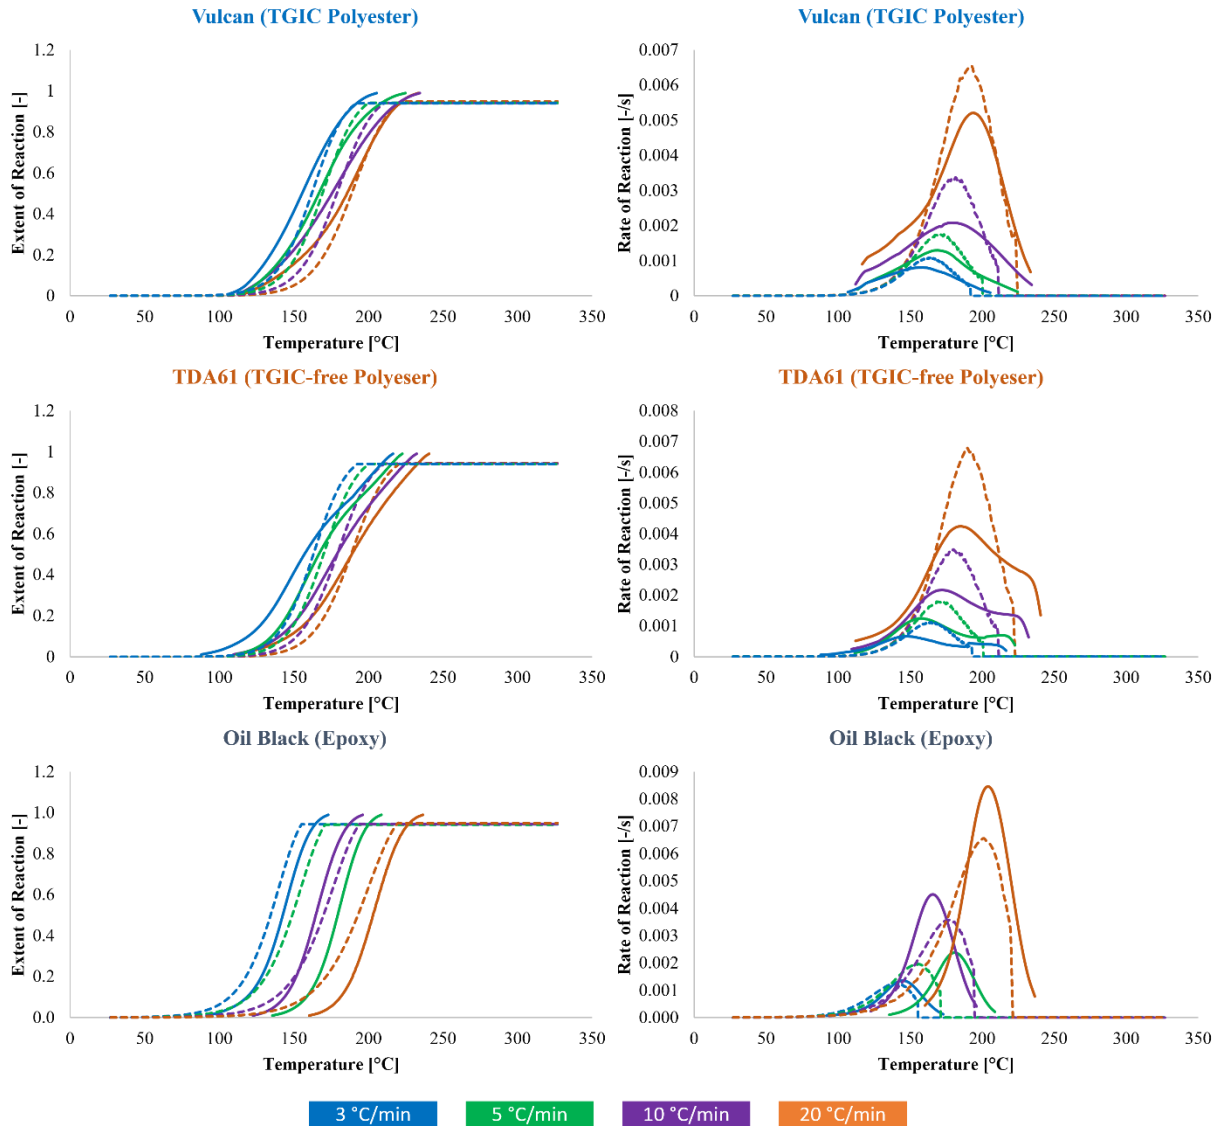 Vulcan (TGIC Polyester)
1.2
1
0.8
0.6
0.4
0.2
0
Extent of Reaction [-]
0 50 100 150 200 250 300 350
Temperature [°C]
Vulcan (TGIC Polyester)
0.007
0.006
0.005
0.004
0.003
0.002
0.001
0
Rate of Reaction [-/s]
0 50 100 150 200 250 300 350
Temperature [°C]
TDA61 (TGIC-free Polyeser)
1.2
1
0.8
0.6
0.4
0.2
0
Extent of Reaction [-]
0 50 100 150 200 250 300 350
Temperature [°C]
TDA61 (TGIC-free Polyeser)
0.008
0.007
0.006
0.005
0.004
0.003
0.002
0.001
0
Rate of Reaction [-/s]
0 50 100 150 200 250 300 350
Temperature [°C]
Oil Black (Epoxy)
1.2
1.0
0.8
0.6
0.4
0.2
0.0
Extent of Reaction [-]
0 50 100 150 200 250 300 350
Temperature [°C]
Oil Black (Epoxy)
0.009
0.008
0.007
0.006
0.005
0.004
0.003
0.002
0.001
0.000
Rate of Reaction [-/s]
0 50 100 150 200 250 300 350
Temperature [°C]
3 °C/min 5 °C/min 10 °C/min 20 °C/min